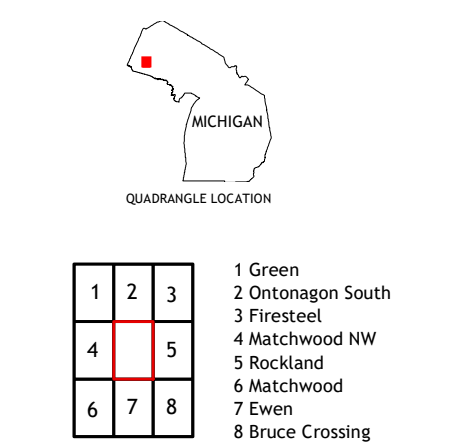 MICHIGAN
QUADRANGLE LOCATION
1 2 3
4 5
6 7 8
1 Green
2 Ontonagon South
3 Firesteel
4 Matchwood NW
5 Rockland
6 Matchwood
7 Ewen
8 Bruce Crossing